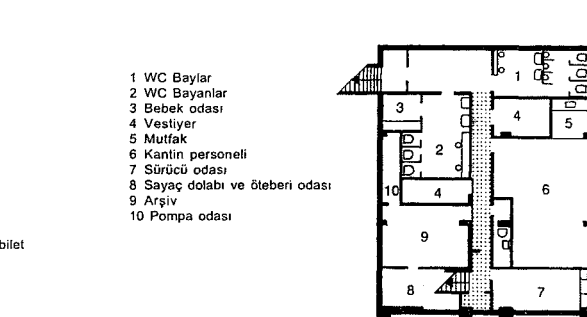 1 WC Baylar
2 WC Bayanlar
3 Bebek odası
4 Vestiyer
5 Mutfak
6 Kantin personeli
7 Sürücü odası
8 Sayaç dolabı ve öteberi odası
9 Arşiv
10 Pompa odası
bilet
1
3
4
5
2
10
4
6
9
8
7